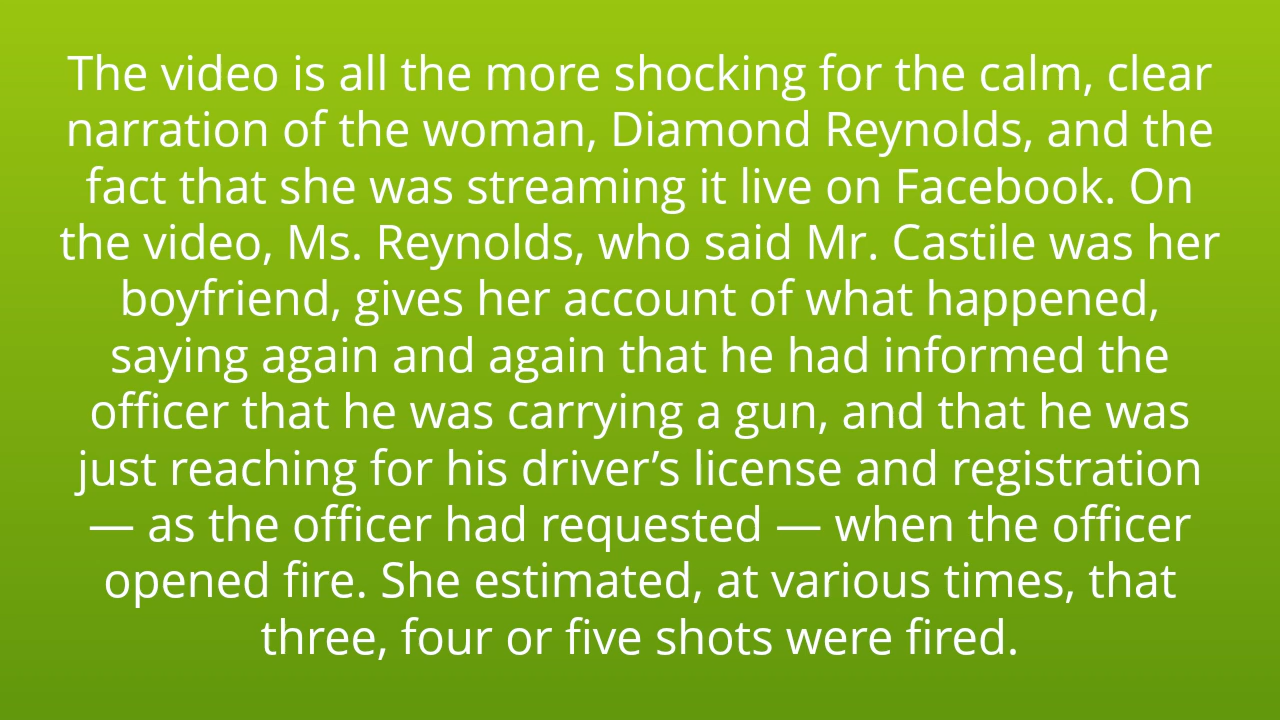 The video is all the more shocking for the calm, clear
narration of the woman, Diamond Reynolds, and the
fact that she was streaming it live on Facebook. On
the video, Ms. Reynolds, who said Mr. Castile was her
boyfriend, gives her account of what happened,
saying again and again that he had informed the
officer that he was carrying a gun, and that he was
just reaching for his driver’s license and registration
— as the officer had requested — when the officer
opened fire. She estimated, at various times, that
three, four or five shots were fired.